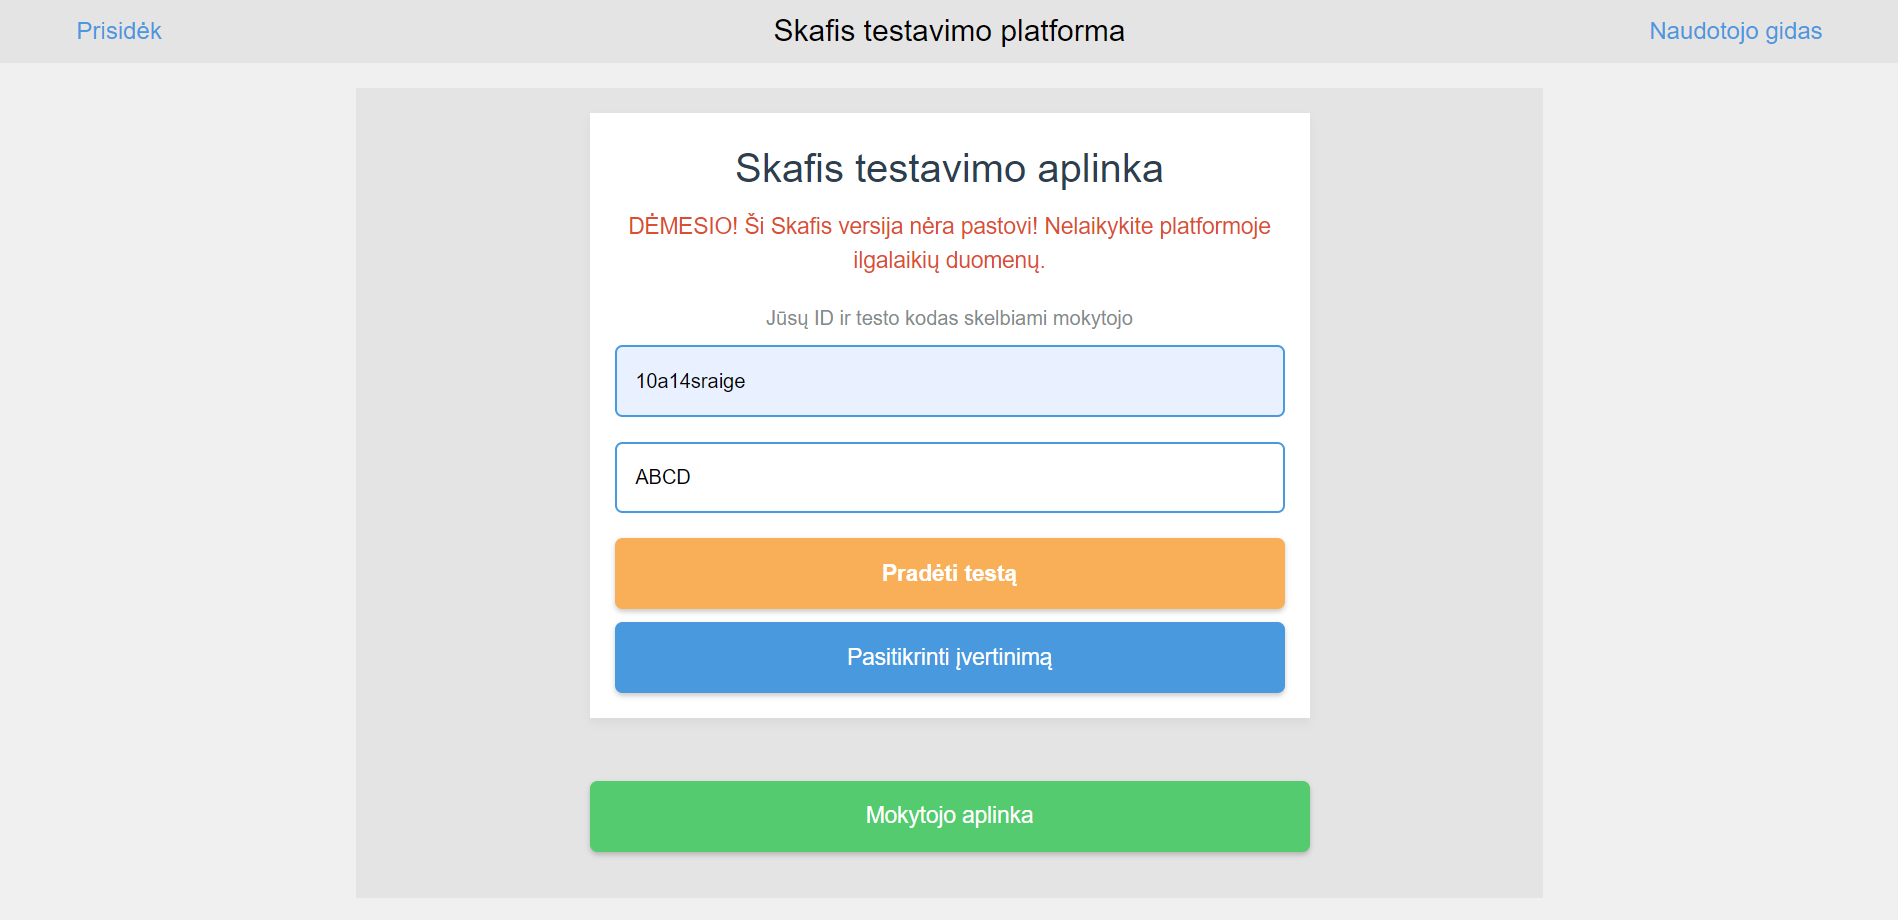 Prisidėk
Skafis testavimo platforma
Naudotojo gidas
Skafis testavimo aplinka
DĖMESIO! Ši Skafis versija nėra pastovi! Nelaikykite platformoje
ilgalaikių duomenų.
Jūsų ID ir testo kodas skelbiami mokytojo
10a14sraige
ABCD
Pradėti testą
Pasitikrinti įvertinimą
Mokytojo aplinka